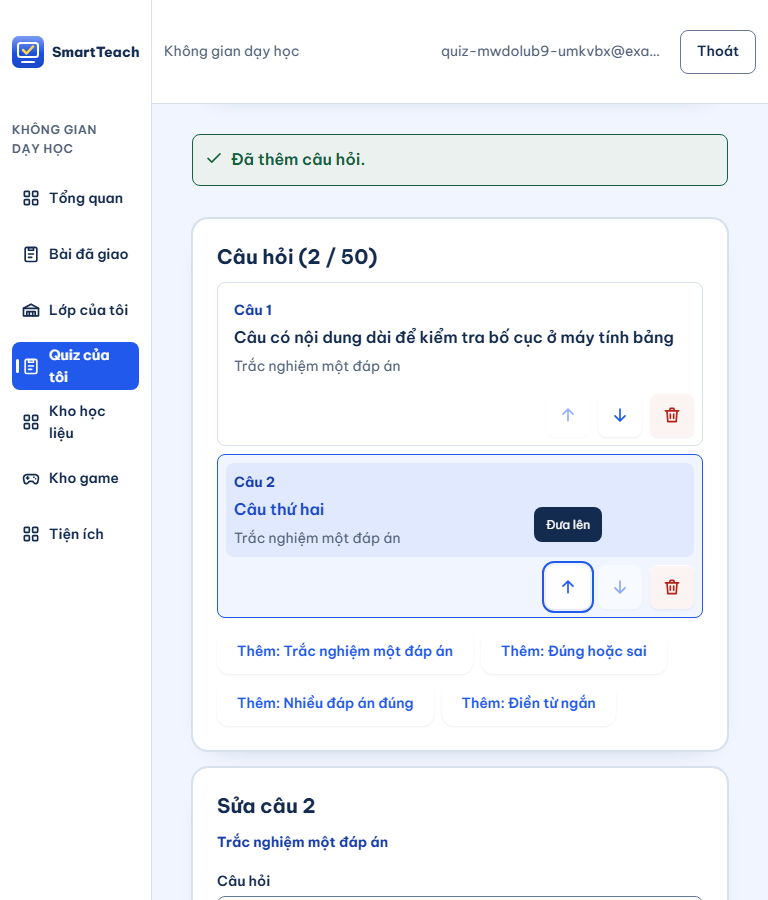 SmartTeach
Không gian dạy học
quiz-mwdolub9-umkvbx@exa...
Thoát
KHÔNG GIAN
DẠY HỌC
Tổng quan
Bài đã giao
Lớp của tôi
Quiz của
tôi
Kho học
liệu
Kho game
Tiện ích
Đã thêm câu hỏi.
Câu hỏi (2 / 50)
Câu 1
Câu có nội dung dài để kiểm tra bố cục ở máy tính bảng
Trắc nghiệm một đáp án
Câu 2
Câu thứ hai
Trắc nghiệm một đáp án
Đưa lên
Thêm: Trắc nghiệm một đáp án
Thêm: Đúng hoặc sai
Thêm: Nhiều đáp án đúng
Thêm: Điền từ ngắn
Sửa câu 2
Trắc nghiệm một đáp án
Câu hỏi